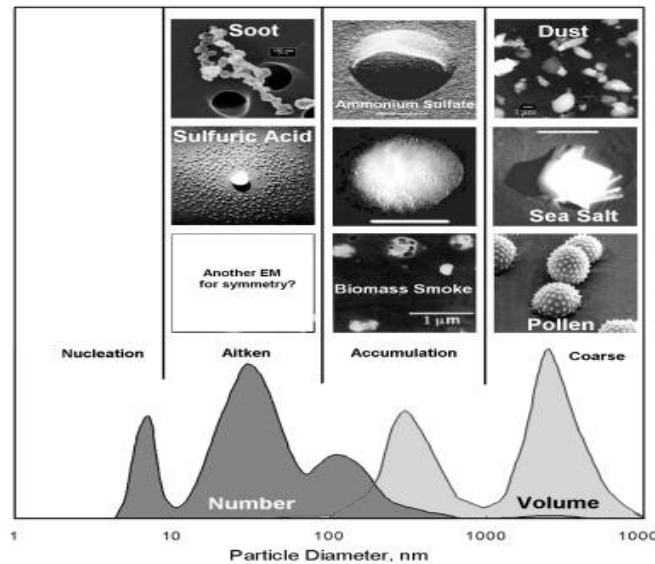 Soot
Dust
Ammonium Sulfate
Sulfuric Acid
Sea Salt
Another EM
for symmetry?
Biomass Smoke
1 µm
Pollen
Nucleation Aitken Accumulation Coarse
Number Volume
1 10 100 1000 1000
Particle Diameter, nm